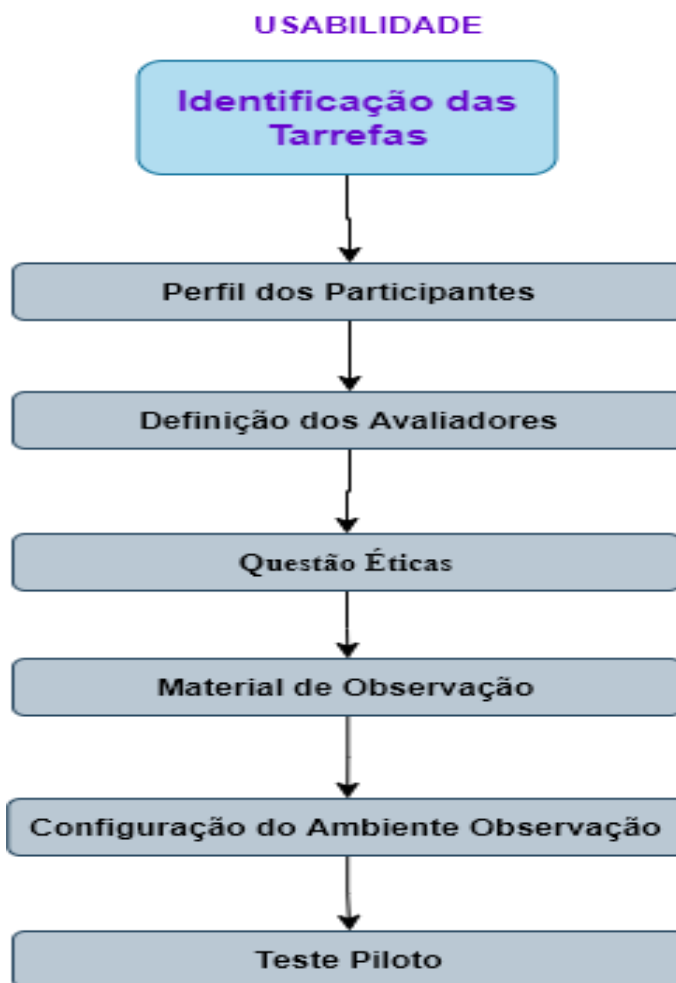 USABILIDADE
Identificação das
Tarrefas
Perfil dos Participantes
Definição dos Avaliadores
Questão Éticas
Material de Observação
Configuração do Ambiente Observação
Teste Piloto